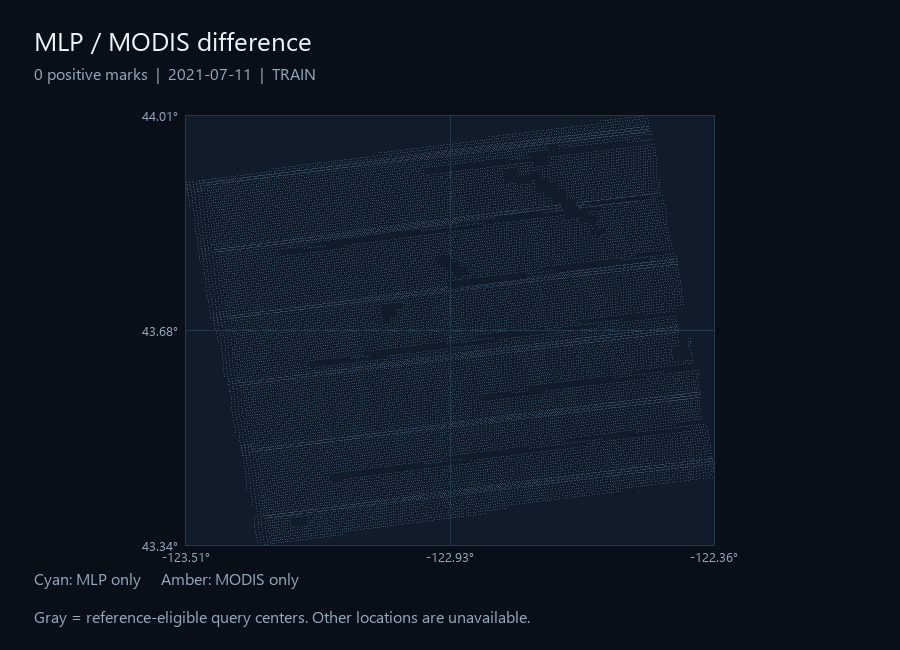 MLP / MODIS difference
0 positive marks | 2021-07-11 | TRAIN
44.01°
43.68°
43.34°
-123.51° -122.93° -122.36°
Cyan: MLP only Amber: MODIS only
Gray = reference-eligible query centers. Other locations are unavailable.